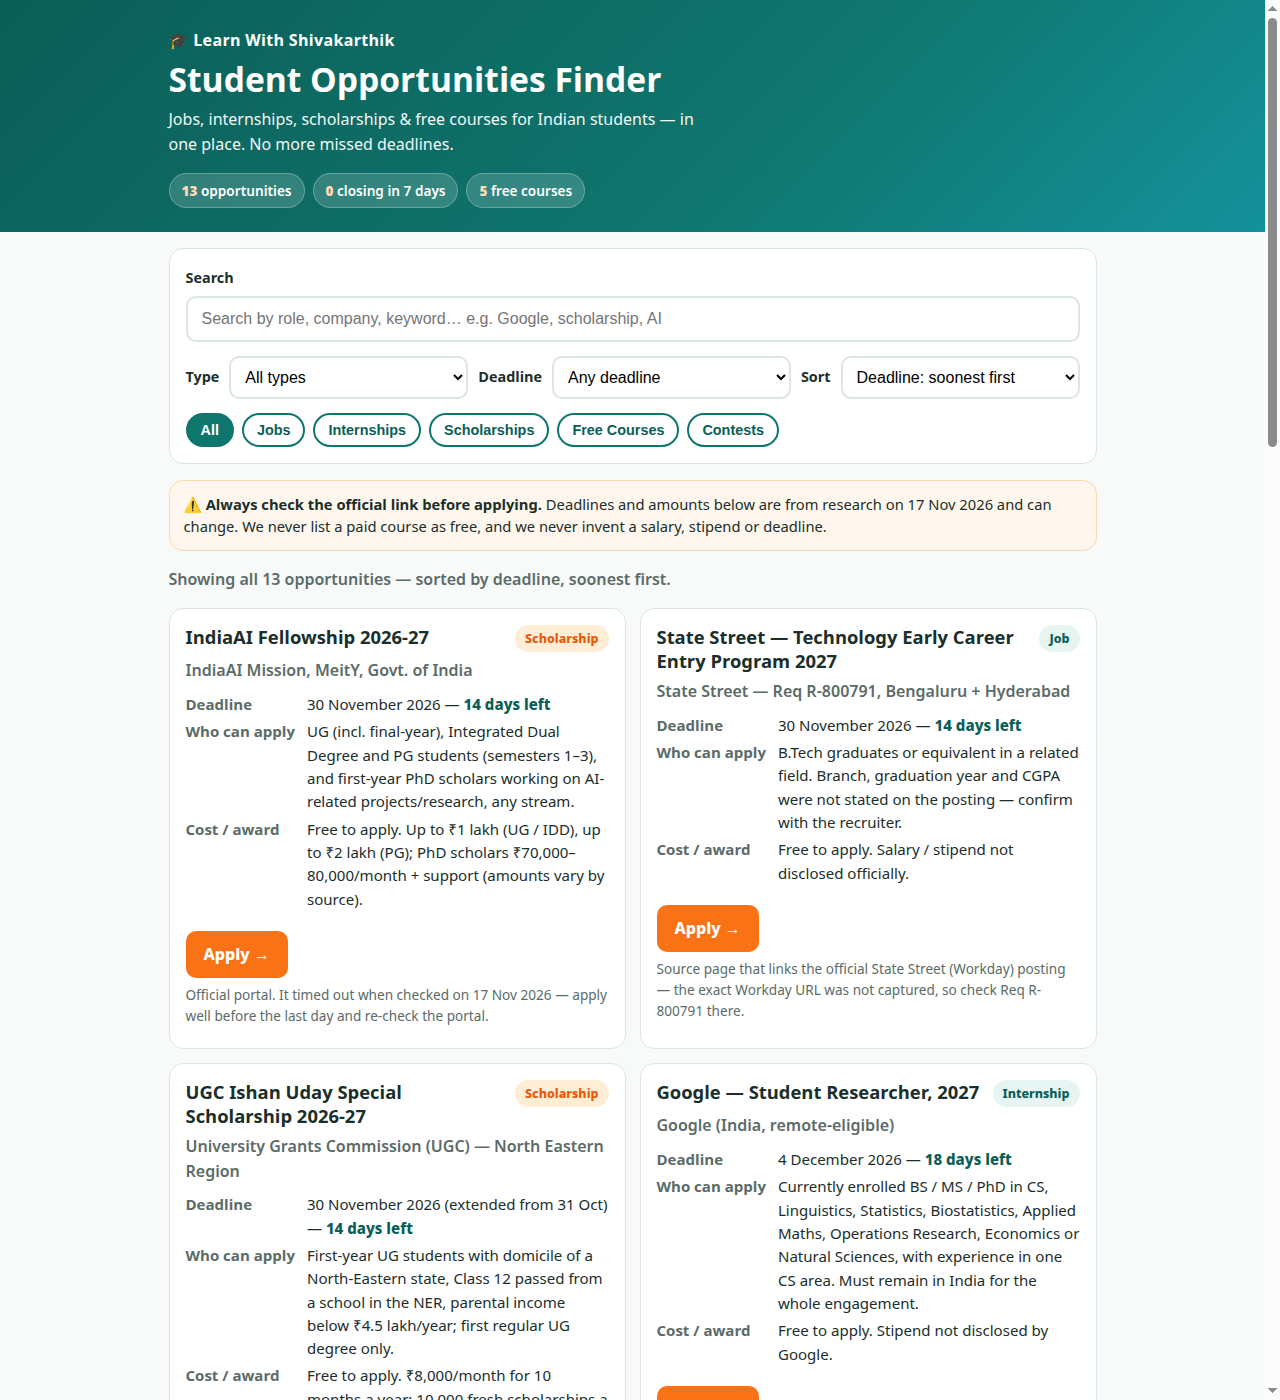 🎓 Learn With Shivakarthik
Student Opportunities Finder
Jobs, internships, scholarships & free courses for Indian students — in
one place. No more missed deadlines.
13 opportunities
0 closing in 7 days
5 free courses
Search
Search by role, company, keyword… e.g. Google, scholarship, AI
Type
All types
Deadline
Any deadline
Sort
Deadline: soonest first
All
Jobs
Internships
Scholarships
Free Courses
Contests
⚠️ Always check the official link before applying. Deadlines and amounts below are from research on 17 Nov 2026 and can
change. We never list a paid course as free, and we never invent a salary, stipend or deadline.
Showing all 13 opportunities — sorted by deadline, soonest first.
IndiaAI Fellowship 2026-27
Scholarship
IndiaAI Mission, MeitY, Govt. of India
Deadline
30 November 2026 — 14 days left
Who can apply
UG (incl. final-year), Integrated Dual
Degree and PG students (semesters 1–3),
and first-year PhD scholars working on AI-
related projects/research, any stream.
Cost / award
Free to apply. Up to ₹1 lakh (UG / IDD), up
to ₹2 lakh (PG); PhD scholars ₹70,000–
80,000/month + support (amounts vary by
source).
Apply →
Official portal. It timed out when checked on 17 Nov 2026 — apply
well before the last day and re-check the portal.
State Street — Technology Early Career
Entry Program 2027
Job
State Street — Req R-800791, Bengaluru + Hyderabad
Deadline
30 November 2026 — 14 days left
Who can apply
B.Tech graduates or equivalent in a related
field. Branch, graduation year and CGPA
were not stated on the posting — confirm
with the recruiter.
Cost / award
Free to apply. Salary / stipend not
disclosed officially.
Apply →
Source page that links the official State Street (Workday) posting
— the exact Workday URL was not captured, so check Req R-
800791 there.
UGC Ishan Uday Special
Scholarship 2026-27
Scholarship
University Grants Commission (UGC) — North Eastern
Region
Deadline
30 November 2026 (extended from 31 Oct)
— 14 days left
Who can apply
First-year UG students with domicile of a
North-Eastern state, Class 12 passed from
a school in the NER, parental income
below ₹4.5 lakh/year; first regular UG
degree only.
Cost / award
Free to apply. ₹8,000/month for 10
months a year; 10,000 fresh scholarships a
Google — Student Researcher, 2027
Internship
Google (India, remote-eligible)
Deadline
4 December 2026 — 18 days left
Who can apply
Currently enrolled BS / MS / PhD in CS,
Linguistics, Statistics, Biostatistics, Applied
Maths, Operations Research, Economics or
Natural Sciences, with experience in one
CS area. Must remain in India for the
whole engagement.
Cost / award
Free to apply. Stipend not disclosed by
Google.